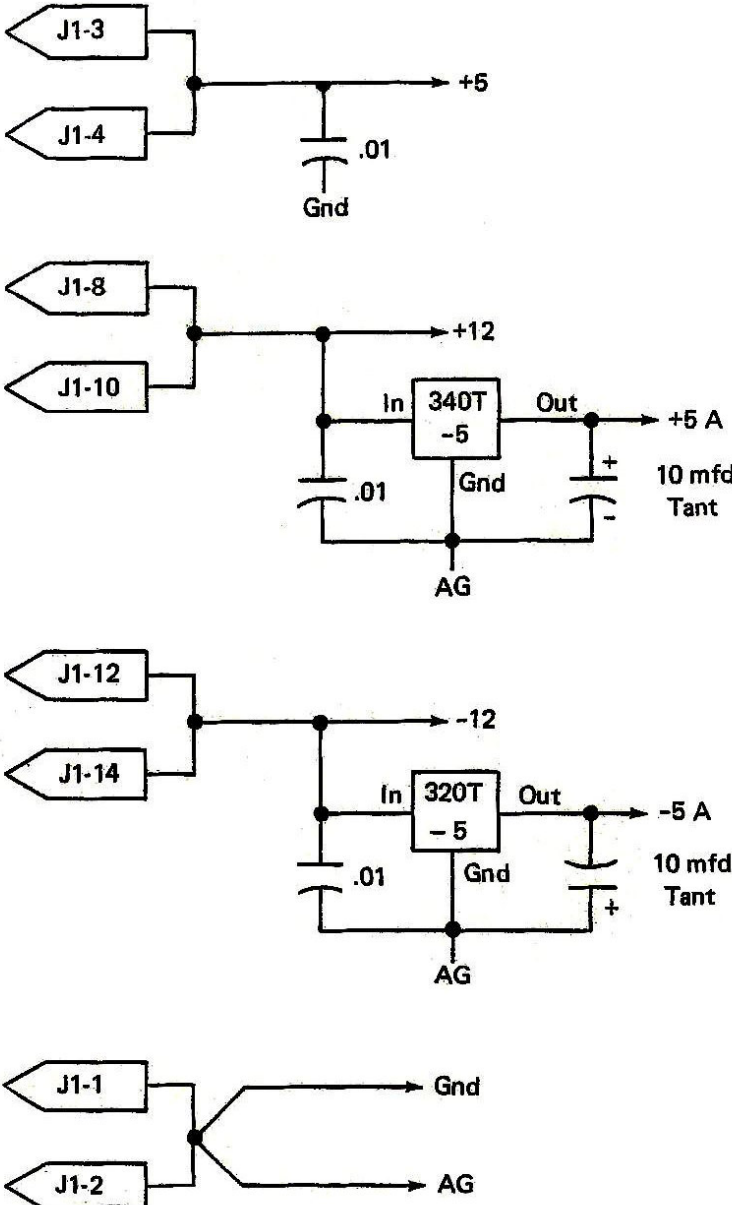 J1-3
+5
J1-4
.01
Gnd
J1-8
+12
J1-10
In
340T
-5
Out
+5 A
Gnd
+
-
10 mfd
Tant
.01
AG
J1-12
-12
J1-14
In
320T
- 5
Out
-5 A
Gnd
.01
10 mfd
Tant
+
AG
J1-1
Gnd
J1-2
AG